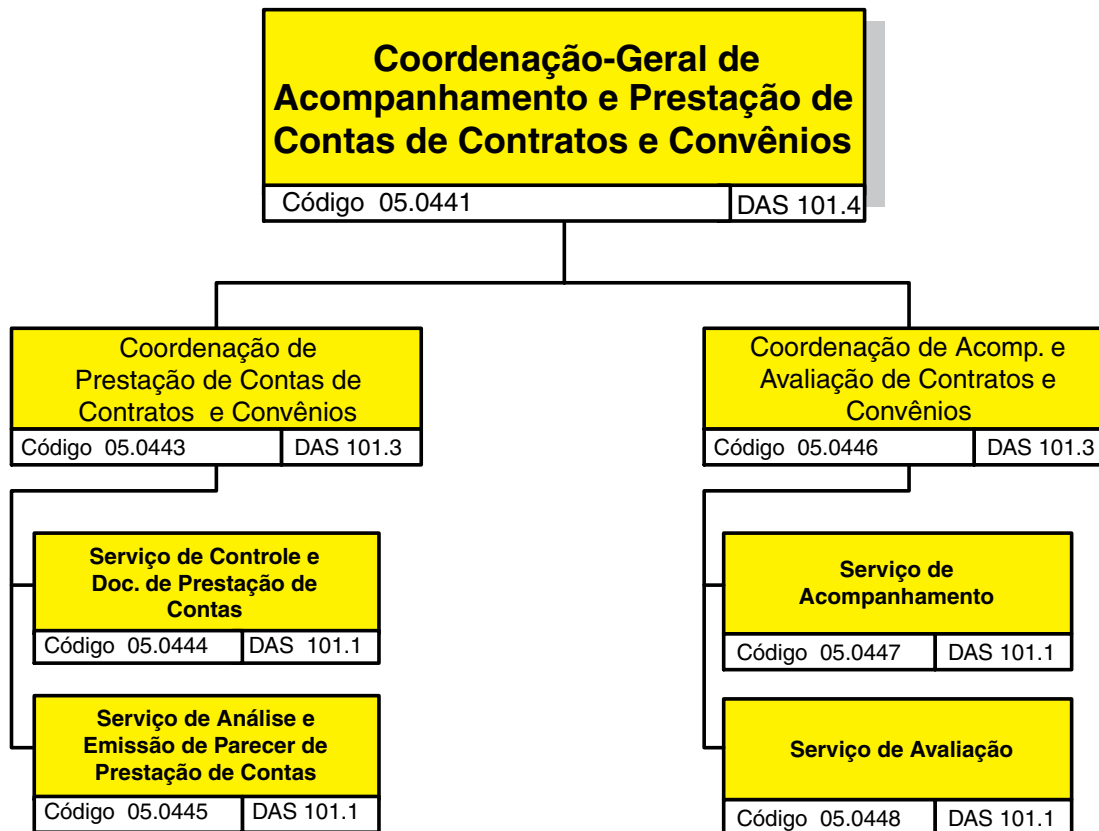 Coordenação-Geral de
Acompanhamento e Prestação de
Contas de Contratos e Convênios
Código 05.0441 DAS 101.4
Coordenação de
Prestação de Contas de
Contratos e Convênios
Código 05.0443 DAS 101.3
Coordenação de Acomp. e
Avaliação de Contratos e
Convênios
Código 05.0446 DAS 101.3
Serviço de Controle e
Doc. de Prestação de
Contas
Código 05.0444 DAS 101.1
Serviço de
Acompanhamento
Código 05.0447 DAS 101.1
Serviço de Análise e
Emissão de Parecer de
Prestação de Contas
Código 05.0445 DAS 101.1
Serviço de Avaliação
Código 05.0448 DAS 101.1